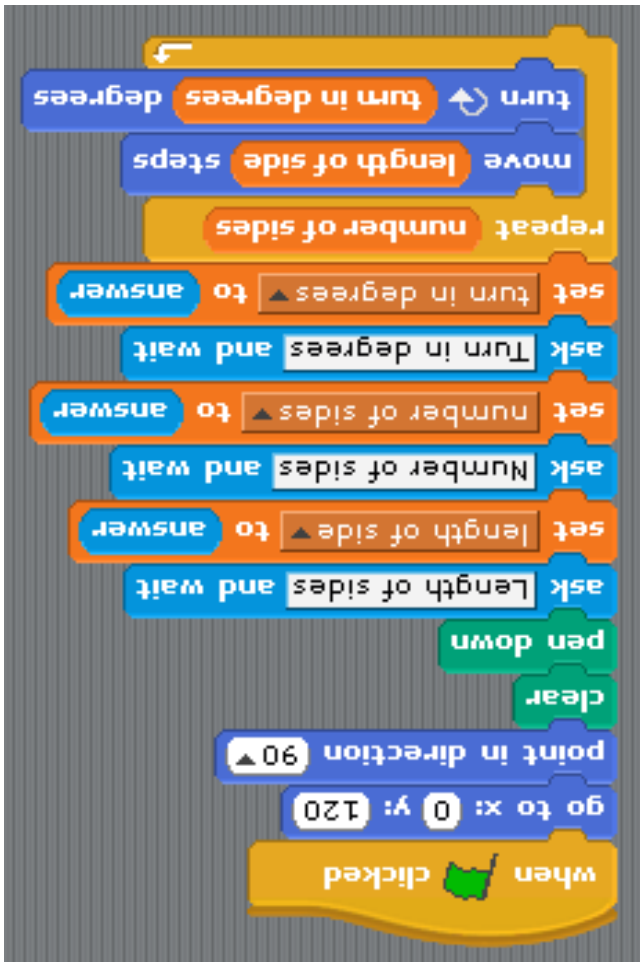 when clicked
go to x: 0 y: 120
point in direction 90
clear
pen down
ask Length of sides and wait
set length of side to answer
ask Number of sides and wait
set number of sides to answer
ask Turn in degrees and wait
set turn in degrees to answer
repeat number of sides
move length of side steps
turn turn in degrees degrees